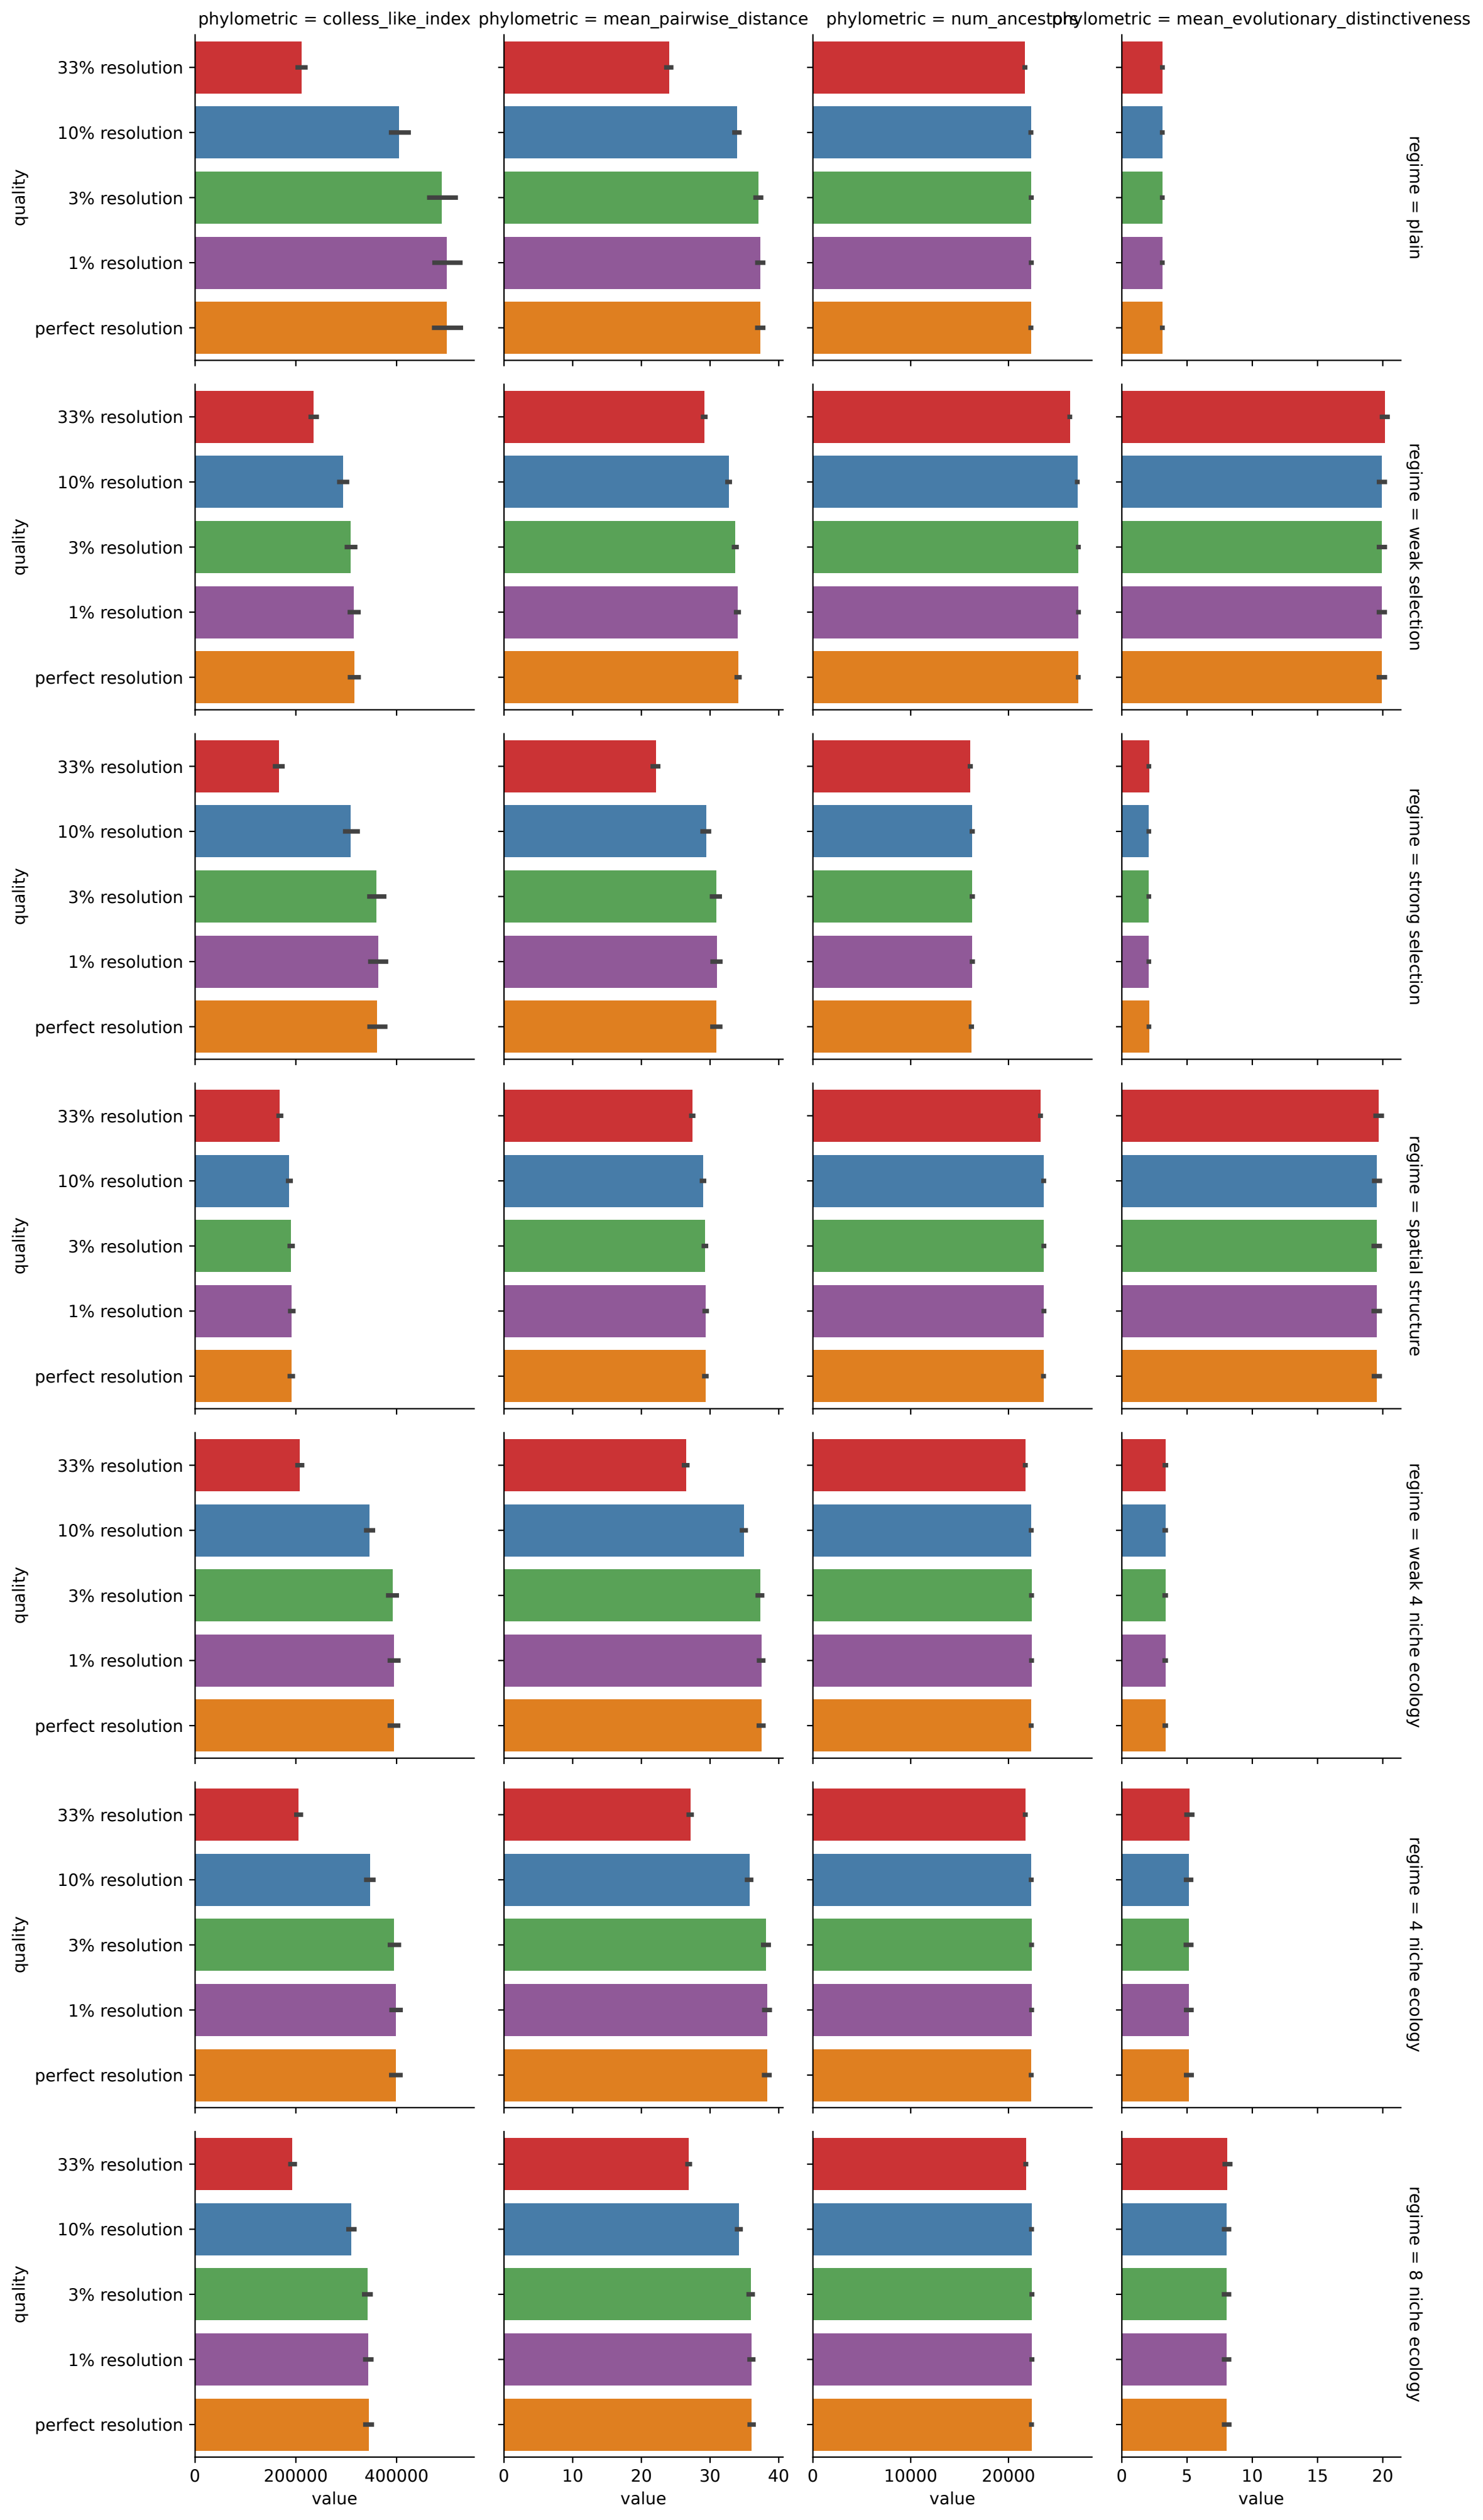 phylometric = colless_like_index
phylometric = mean_pairwise_distance
phylometric = num_ancestors
phylometric = mean_evolutionary_distinctiveness
quality
33% resolution
10% resolution
3% resolution
1% resolution
perfect resolution
regime = plain
quality
33% resolution
10% resolution
3% resolution
1% resolution
perfect resolution
regime = weak selection
quality
33% resolution
10% resolution
3% resolution
1% resolution
perfect resolution
regime = strong selection
quality
33% resolution
10% resolution
3% resolution
1% resolution
perfect resolution
regime = spatial structure
quality
33% resolution
10% resolution
3% resolution
1% resolution
perfect resolution
regime = weak 4 niche ecology
quality
33% resolution
10% resolution
3% resolution
1% resolution
perfect resolution
regime = 4 niche ecology
quality
33% resolution
10% resolution
3% resolution
1% resolution
perfect resolution
regime = 8 niche ecology
0 200000 400000
value
0 10 20 30 40
value
0 10000 20000
value
0 5 10 15 20
value